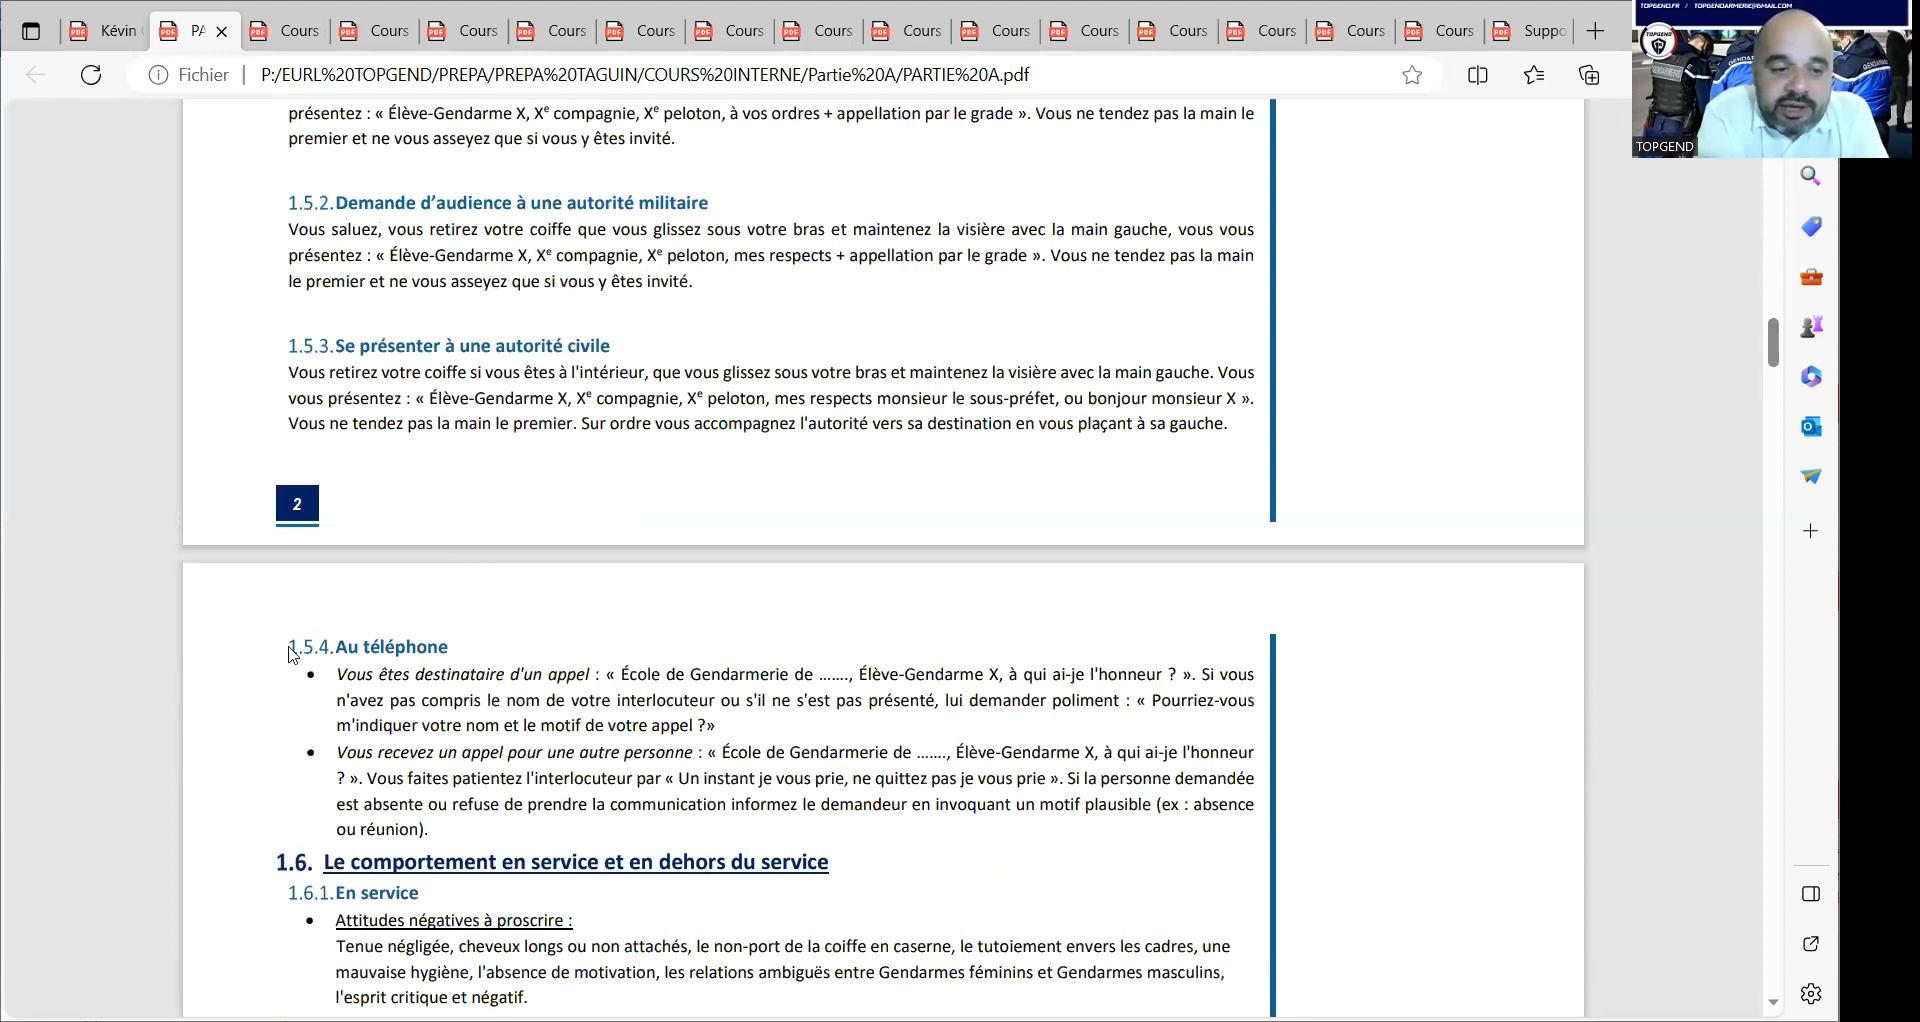 Kévin
PA
Cours
Cours
Cours
Cours
Cours
Cours
Cours
Cours
Cours
Cours
Cours
Cours
Cours
Cours
Suppo
TOPGEND.FR / TOPGENDARMERIE@GMAIL.COM
Fichier
P:/EURL%20TOPGEND/PREPA/PREPA%20TAGUIN/COURS%20INTERNE/Partie%20A/PARTIE%20A.pdf
TOPGEND
présentez : « Élève-Gendarme X, Xe compagnie, Xe peloton, à vos ordres + appellation par le grade ». Vous ne tendez pas la main le
premier et ne vous asseyez que si vous y êtes invité.
1.5.2. Demande d’audience à une autorité militaire
Vous saluez, vous retirez votre coiffe que vous glissez sous votre bras et maintenez la visière avec la main gauche, vous vous
présentez : « Élève-Gendarme X, Xe compagnie, Xe peloton, mes respects + appellation par le grade ». Vous ne tendez pas la main
le premier et ne vous asseyez que si vous y êtes invité.
1.5.3. Se présenter à une autorité civile
Vous retirez votre coiffe si vous êtes à l'intérieur, que vous glissez sous votre bras et maintenez la visière avec la main gauche. Vous
vous présentez : « Élève-Gendarme X, Xe compagnie, Xe peloton, mes respects monsieur le sous-préfet, ou bonjour monsieur X ».
Vous ne tendez pas la main le premier. Sur ordre vous accompagnez l'autorité vers sa destination en vous plaçant à sa gauche.
2
1.5.4. Au téléphone
• Vous êtes destinataire d'un appel : « École de Gendarmerie de ......., Élève-Gendarme X, à qui ai-je l'honneur ? ». Si vous
n'avez pas compris le nom de votre interlocuteur ou s'il ne s'est pas présenté, lui demander poliment : « Pourriez-vous
m'indiquer votre nom et le motif de votre appel ?»
• Vous recevez un appel pour une autre personne : « École de Gendarmerie de ......., Élève-Gendarme X, à qui ai-je l'honneur
? ». Vous faites patientez l'interlocuteur par « Un instant je vous prie, ne quittez pas je vous prie ». Si la personne demandée
est absente ou refuse de prendre la communication informez le demandeur en invoquant un motif plausible (ex : absence
ou réunion).
1.6. Le comportement en service et en dehors du service
1.6.1. En service
• Attitudes négatives à proscrire :
Tenue négligée, cheveux longs ou non attachés, le non-port de la coiffe en caserne, le tutoiement envers les cadres, une
mauvaise hygiène, l'absence de motivation, les relations ambiguës entre Gendarmes féminins et Gendarmes masculins,
l'esprit critique et négatif.